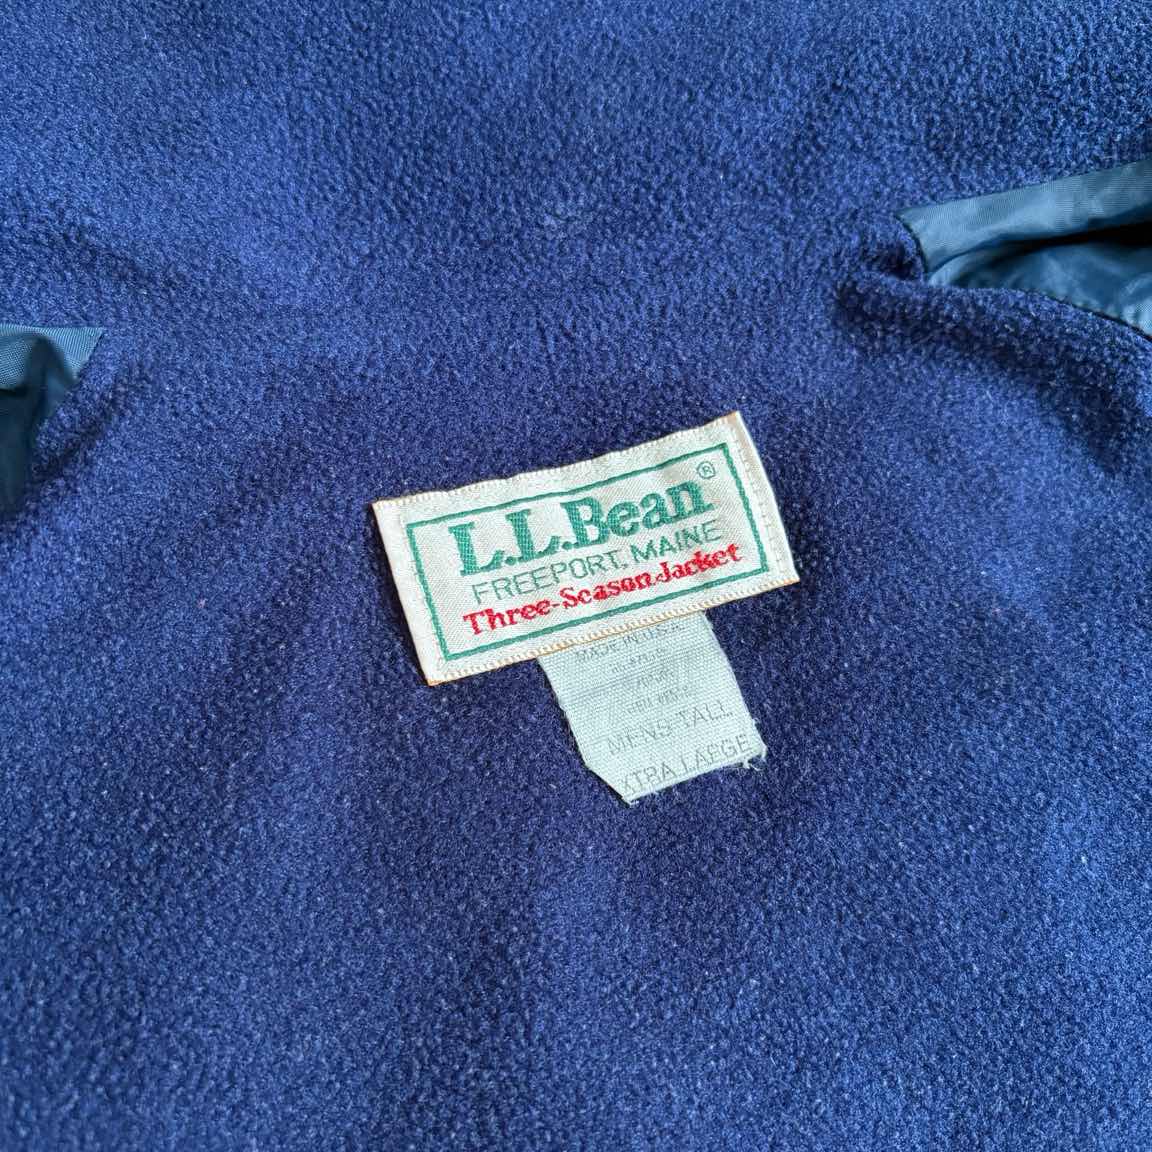 L.L.Bean®
FREEPORT, MAINE
Three-Season Jacket
MADE IN U.S.A.
MENS-TALL
XTRA LARGE